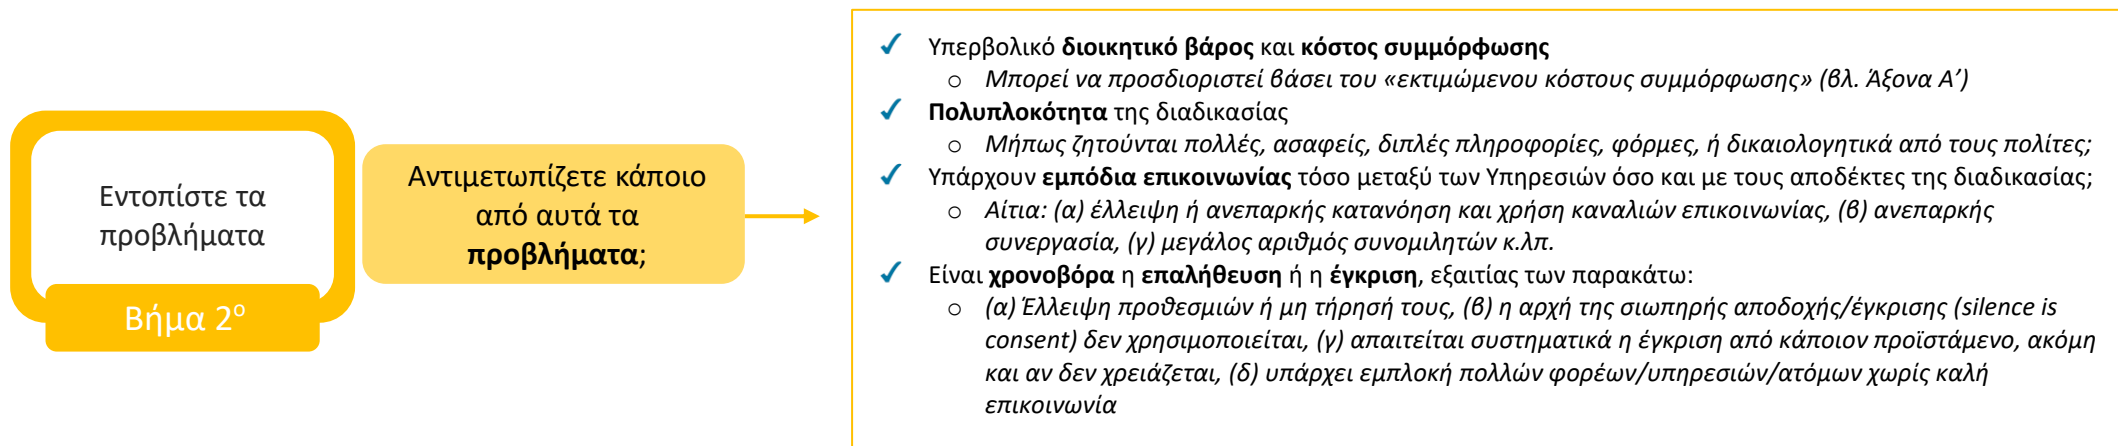 Εντοπίστε τα
προβλήματα
Βήμα 2ο
Αντιμετωπίζετε κάποιο
από αυτά τα
προβλήματα;
✓ Υπερβολικό διοικητικό βάρος και κόστος συμμόρφωσης
o Μπορεί να προσδιοριστεί βάσει του «εκτιμώμενου κόστους συμμόρφωσης» (βλ. Άξονα Α’)
✓ Πολυπλοκότητα της διαδικασίας
o Μήπως ζητούνται πολλές, ασαφείς, διπλές πληροφορίες, φόρμες, ή δικαιολογητικά από τους πολίτες;
✓ Υπάρχουν εμπόδια επικοινωνίας τόσο μεταξύ των Υπηρεσιών όσο και με τους αποδέκτες της διαδικασίας;
o Αίτια: (α) έλλειψη ή ανεπαρκής κατανόηση και χρήση καναλιών επικοινωνίας, (β) ανεπαρκής
συνεργασία, (γ) μεγάλος αριθμός συνομιλητών κ.λπ.
✓ Είναι χρονοβόρα η επαλήθευση ή η έγκριση, εξαιτίας των παρακάτω:
o (α) Έλλειψη προθεσμιών ή μη τήρησή τους, (β) η αρχή της σιωπηρής αποδοχής/έγκρισης (silence is
consent) δεν χρησιμοποιείται, (γ) απαιτείται συστηματικά η έγκριση από κάποιον προϊστάμενο, ακόμη
και αν δεν χρειάζεται, (δ) υπάρχει εμπλοκή πολλών φορέων/υπηρεσιών/ατόμων χωρίς καλή
επικοινωνία